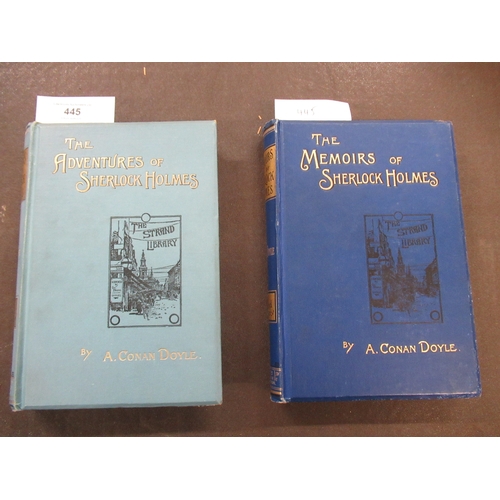 445
THE
ADVENTURES OF
SHERLOCK HOLMES
THE
STRAND
LIBRARY
BY A. CONAN DOYLE.
445
THE
MEMOIRS OF
SHERLOCK HOLMES
THE
STRAND
LIBRARY
BY A. CONAN DOYLE.